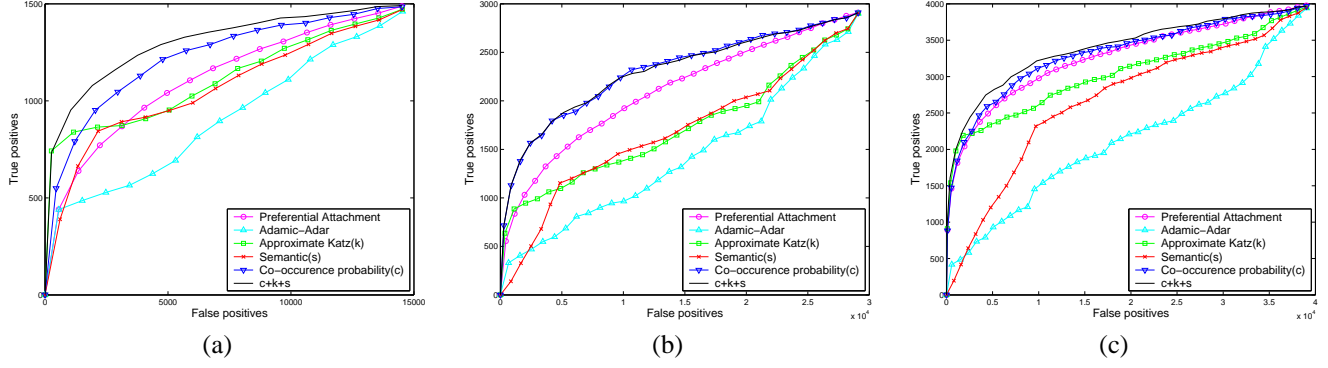 1500
1000
500
0
True positives
0
5000
10000
15000
False positives
Preferential Attachment
Adamic−Adar
Approximate Katz(k)
Semantic(s)
Co−occurence probability(c)
c+k+s
(a)
3000
2500
2000
1500
1000
500
0
True positives
0
0.5
1
1.5
2
2.5
3
x 10⁴
False positives
Preferential Attachment
Adamic−Adar
Approximate Katz(k)
Semantic(s)
Co−occurence probability(c)
c+k+s
(b)
4000
3500
3000
2500
2000
1500
1000
500
0
True positives
0
0.5
1
1.5
2
2.5
3
3.5
4
x 10⁴
False positives
Preferential Attachment
Adamic−Adar
Approximate Katz(k)
Semantic(s)
Co−occurence probability(c)
c+k+s
(c)